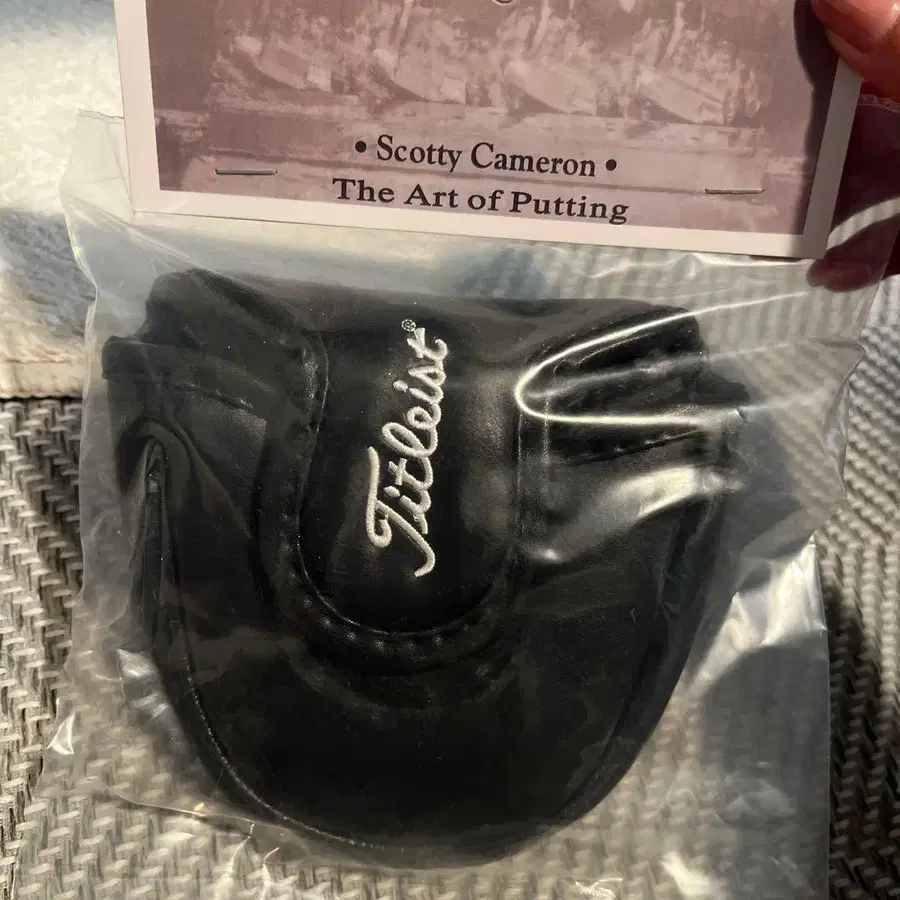 • Scotty Cameron •
The Art of Putting
Titleist®